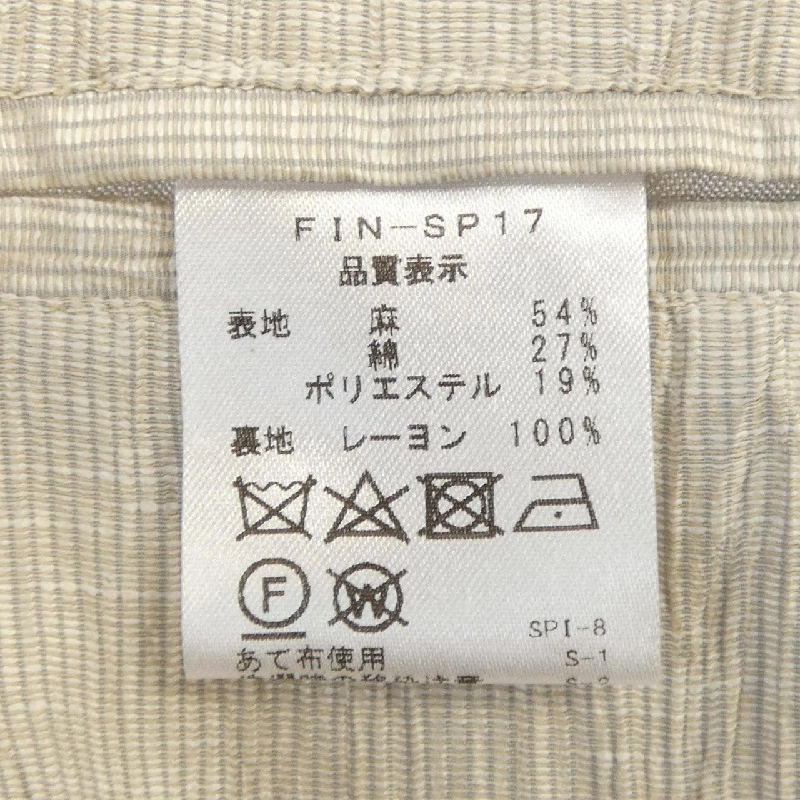 FIN-SP17
品質表示
表地 麻 54%
綿 27%
ポリエステル 19%
裏地 レーヨン 100%
F W
SPI-8
あて布使用 S-1